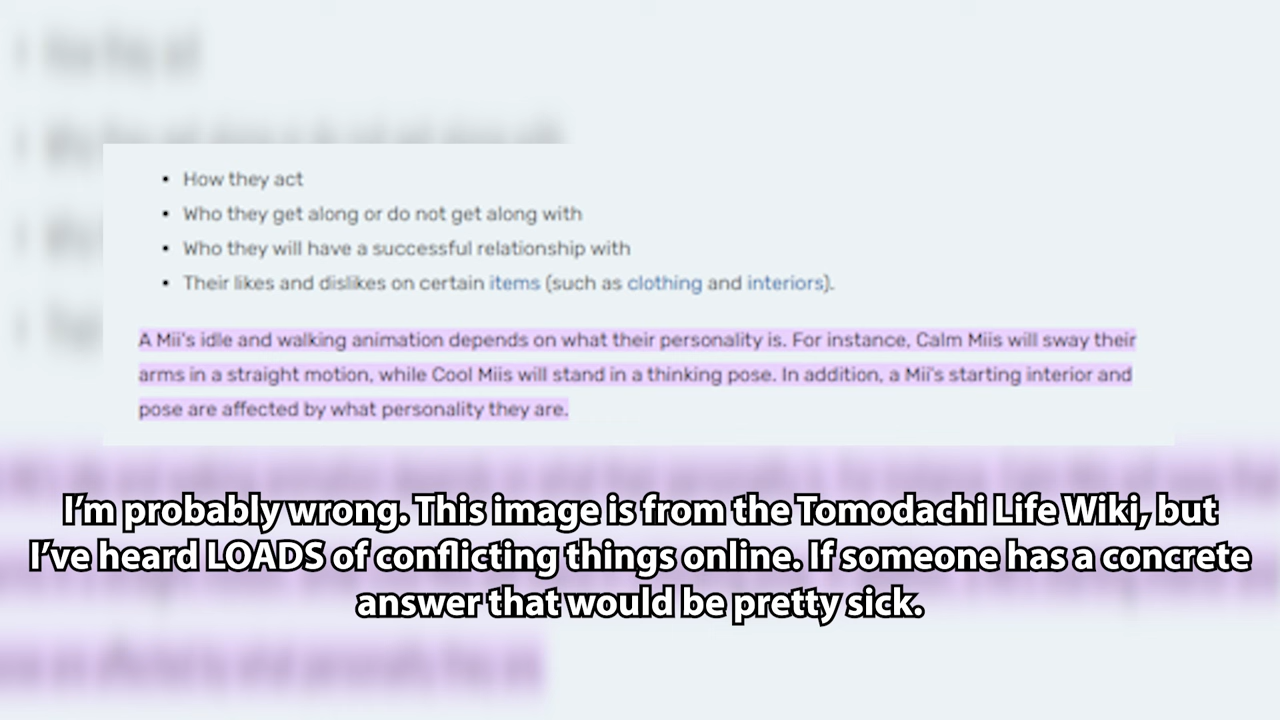 How they act
Who they get along or do not get along with
Who they will have a successful relationship with
Their likes and dislikes on certain items (such as clothing and interiors).
A Mii's idle and walking animation depends on what their personality is. For instance, Calm Miis will sway their
arms in a straight motion, while Cool Miis will stand in a thinking pose. In addition, a Mii's starting interior and
pose are affected by what personality they are.
I'm probably wrong. This image is from the Tomodachi Life Wiki, but
I've heard LOADS of conflicting things online. If someone has a concrete
answer that would be pretty sick.